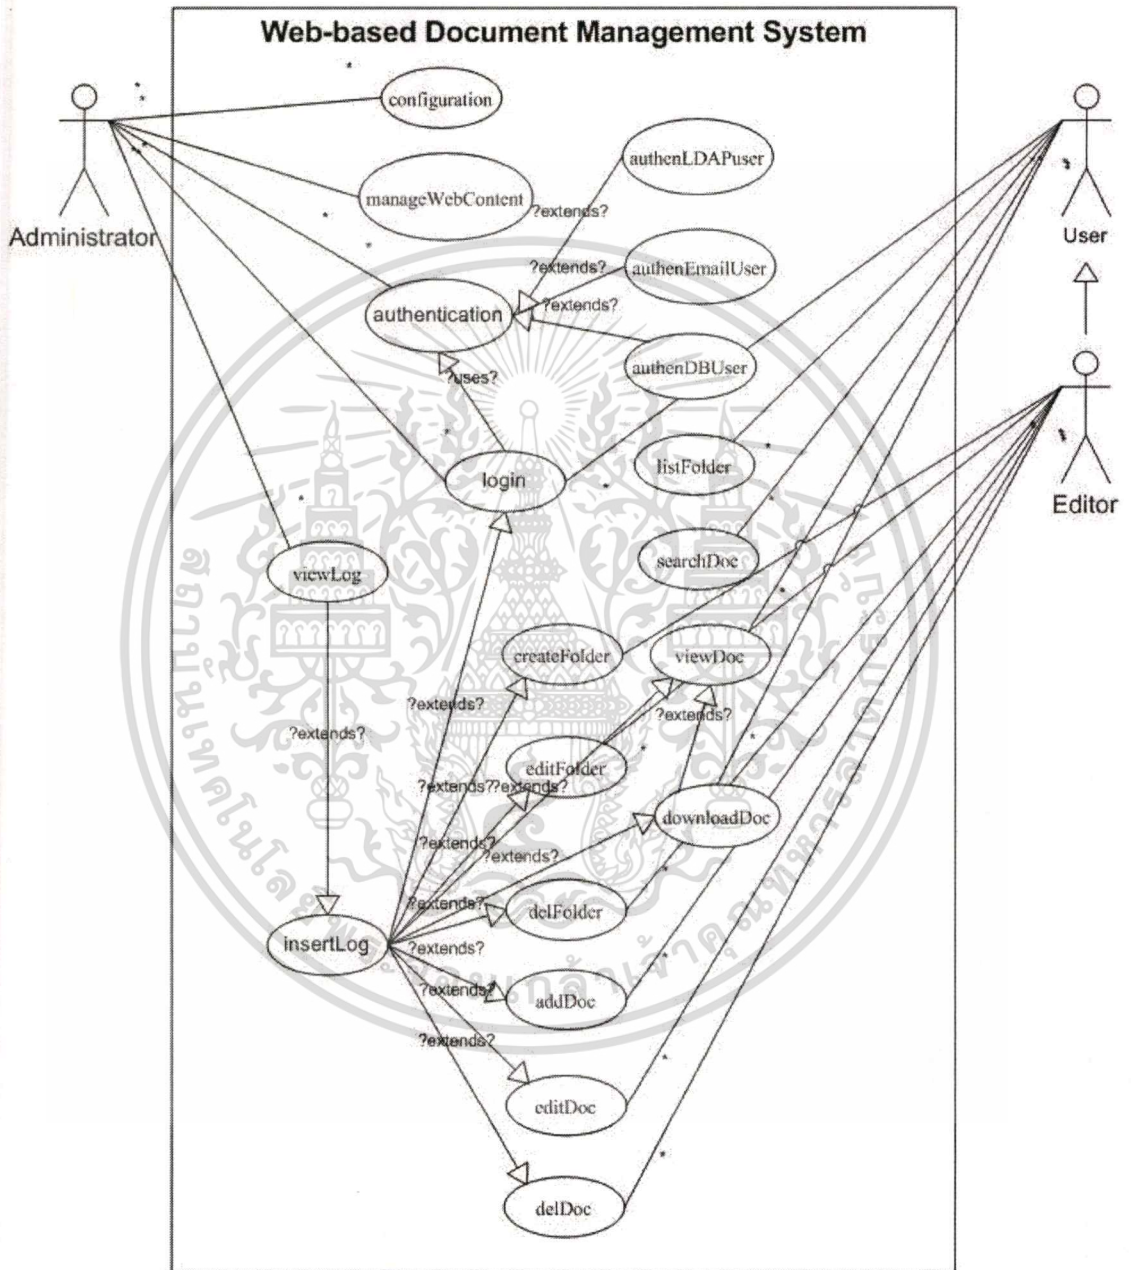 Web-based Document Management System
configuration
authenLDAPuser
manageWebContent
?extends?
Administrator
User
?extends?
authenEmailUser
?extends?
authentication
authenDBUser
?uses?
listFolder
login
Editor
searchDoc
viewLog
createFolder
viewDoc
?extends?
?extends?
?extends?
editFolder
?extends?
?extends?
downloadDoc
?extends?
?extends?
?extends?
delFolder
insertLog
?extends?
?extends?
addDoc
?extends?
editDoc
delDoc